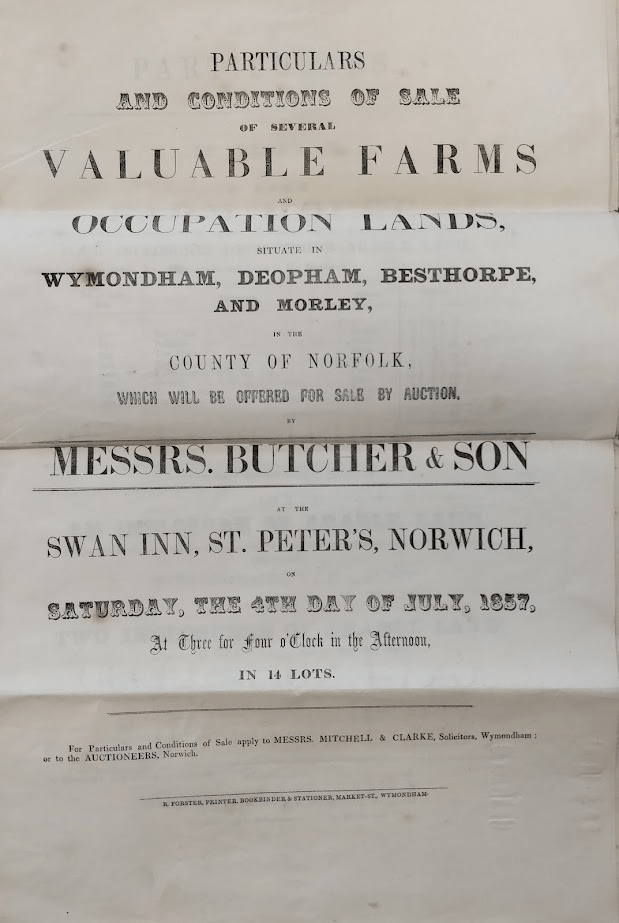 PARTICULARS
AND CONDITIONS OF SALE
OF SEVERAL
VALUABLE FARMS
AND
OCCUPATION LANDS,
SITUATE IN
WYMONDHAM, DEOPHAM, BESTHORPE,
AND MORLEY,
IN THE
COUNTY OF NORFOLK,
WHICH WILL BE OFFERED FOR SALE BY AUCTION,
BY
MESSRS. BUTCHER & SON
AT THE
SWAN INN, ST. PETER'S, NORWICH,
ON
SATURDAY, THE 4TH DAY OF JULY, 1857,
At Three for Four o'Clock in the Afternoon,
IN 14 LOTS.
For Particulars and Conditions of Sale apply to MESSRS. MITCHELL & CLARKE, Solicitors, Wymondham;
or to the AUCTIONEERS, Norwich.
R. FORSTER, PRINTER, BOOKBINDER & STATIONER, MARKET-ST., WYMONDHAM.